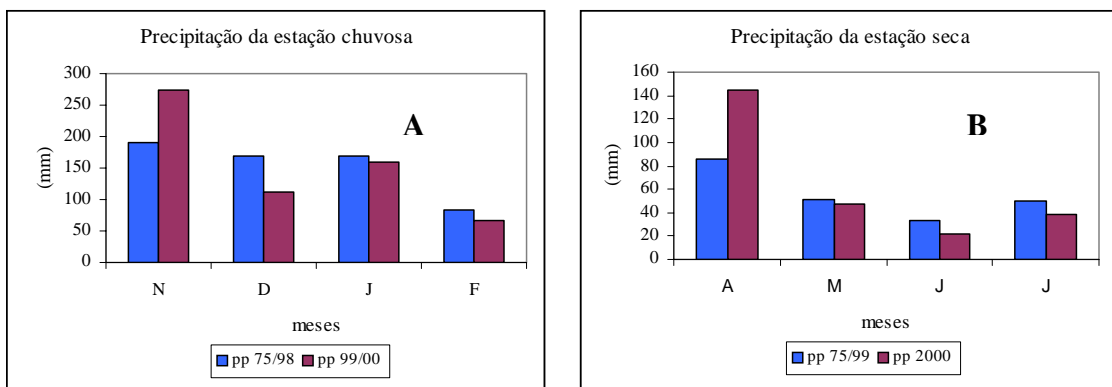 Precipitação da estação chuvosa
300
250
200
150
100
50
0
(mm)
A
N D J F
meses
pp 75/98 pp 99/00
Precipitação da estação seca
160
140
120
100
80
60
40
20
0
(mm)
B
A M J J
meses
pp 75/99 pp 2000